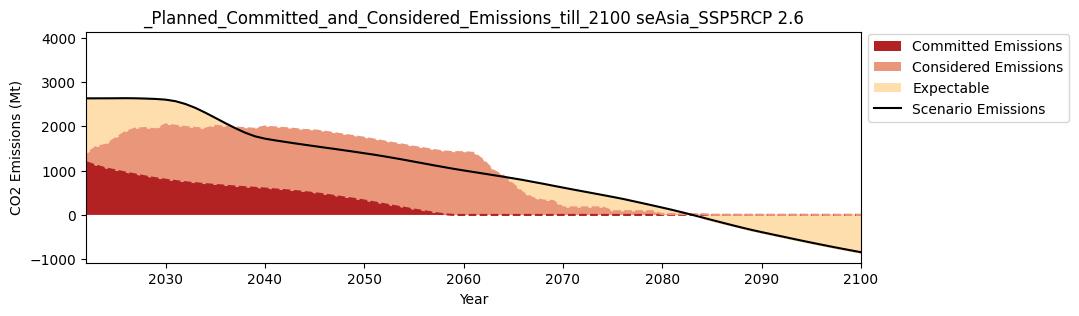 _Planned_Committed_and_Considered_Emissions_till_2100 seAsia_SSP5RCP 2.6
4000
3000
2000
1000
0
−1000
CO2 Emissions (Mt)
2030 2040 2050 2060 2070 2080 2090 2100
Year
Committed Emissions
Considered Emissions
Expectable
Scenario Emissions